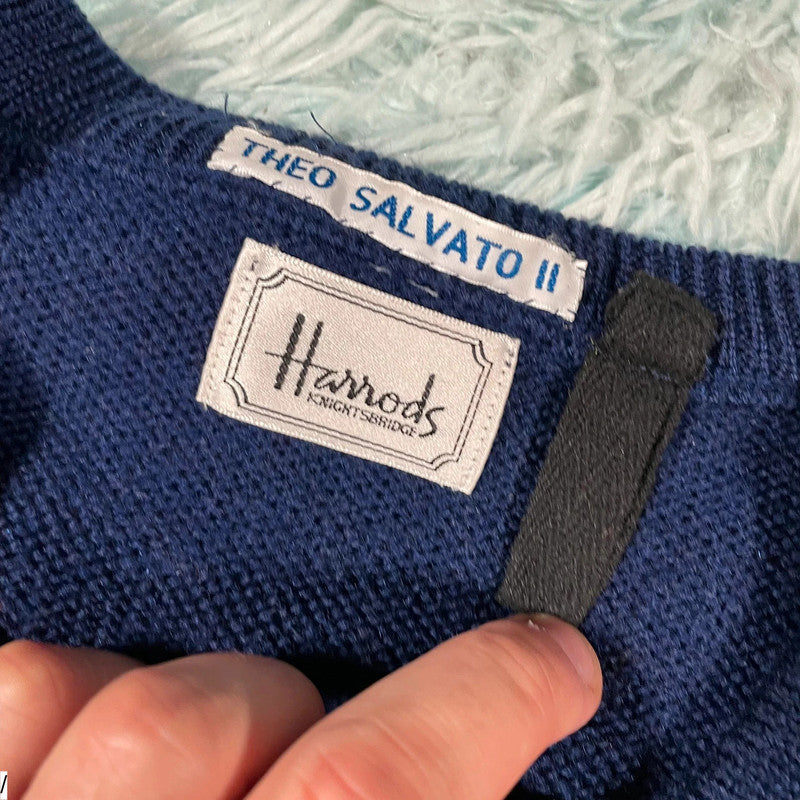 THEO SALVATO II
Harrods
KNIGHTSBRIDGE
/